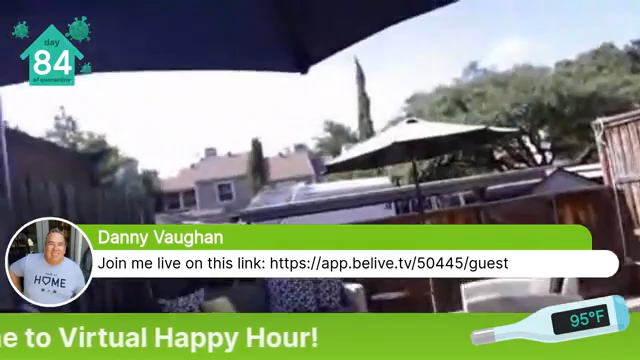 day
84
of quarantine
Danny Vaughan
Join me live on this link: https://app.belive.tv/50445/guest
HOME
e to Virtual Happy Hour!
95°F